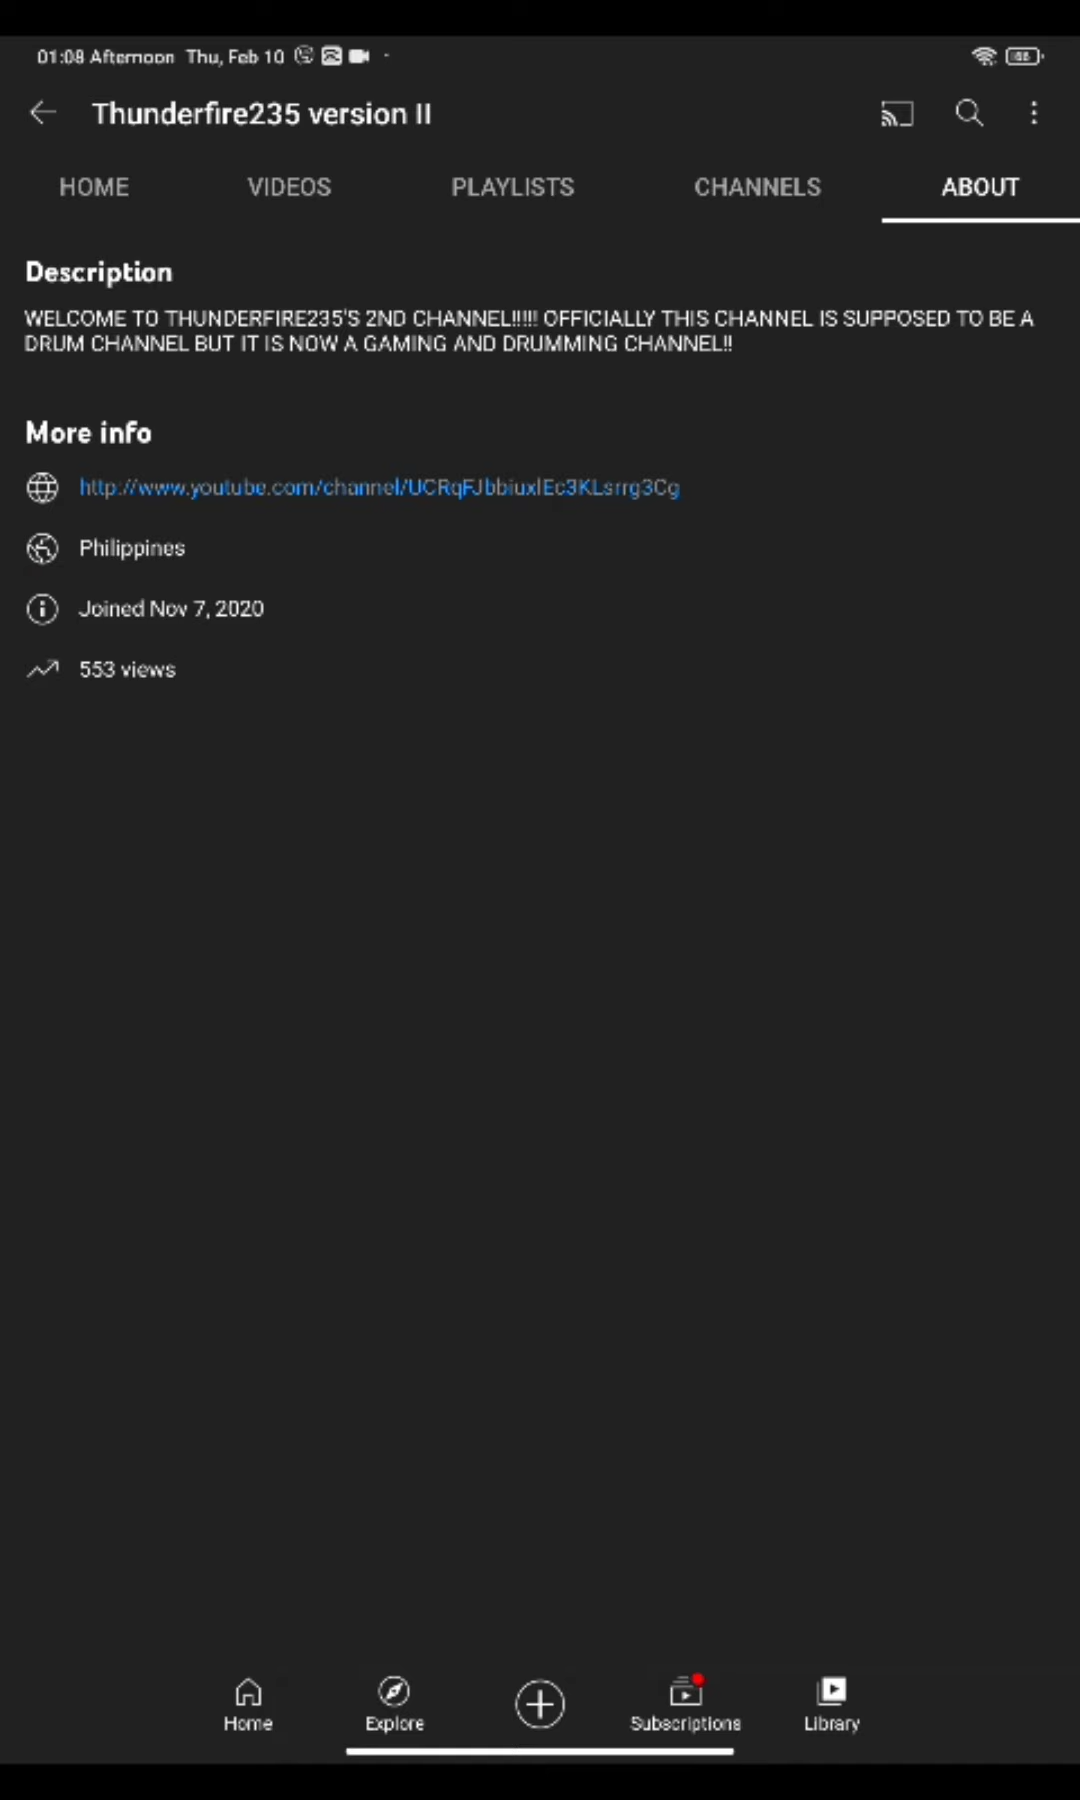 01:08 Afternoon Thu, Feb 10
Thunderfire235 version II
HOME VIDEOS PLAYLISTS CHANNELS ABOUT
Description
WELCOME TO THUNDERFIRE235'S 2ND CHANNEL!!!!! OFFICIALLY THIS CHANNEL IS SUPPOSED TO BE A
DRUM CHANNEL BUT IT IS NOW A GAMING AND DRUMMING CHANNEL!!
More info
http://www.youtube.com/channel/UCRqFJbbiuxlEc3KLsrrg3Cg
Philippines
Joined Nov 7, 2020
553 views
Home Explore Subscriptions Library